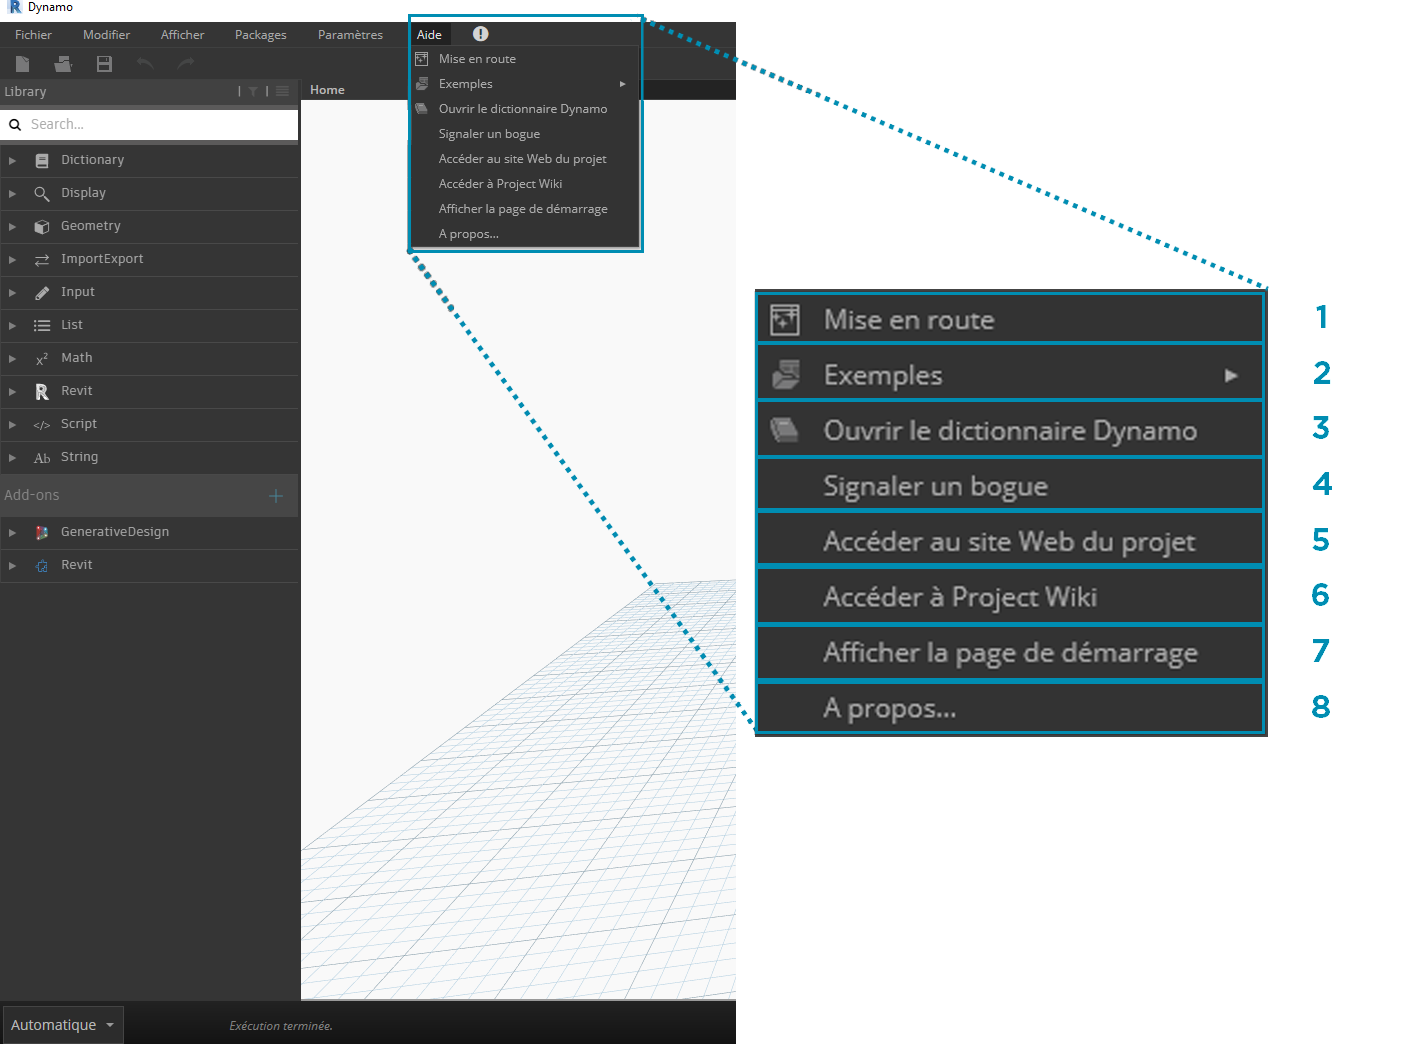 Dynamo
Fichier Modifier Afficher Packages Paramètres Aide
Mise en route
Exemples
Ouvrir le dictionnaire Dynamo
Signaler un bogue
Accéder au site Web du projet
Accéder à Project Wiki
Afficher la page de démarrage
A propos...
Library
Home
Search...
Dictionary
Display
Geometry
ImportExport
Input
List
Math
Revit
Script
String
Add-ons
GenerativeDesign
Revit
Automatique
Exécution terminée.
Mise en route 1
Exemples 2
Ouvrir le dictionnaire Dynamo 3
Signaler un bogue 4
Accéder au site Web du projet 5
Accéder à Project Wiki 6
Afficher la page de démarrage 7
A propos... 8